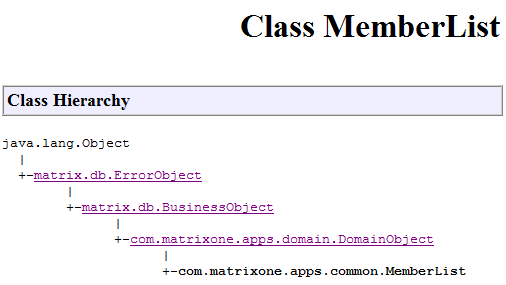 Class MemberList
Class Hierarchy
java.lang.Object
|
+-matrix.db.ErrorObject
|
+-matrix.db.BusinessObject
|
+-com.matrixone.apps.domain.DomainObject
|
+-com.matrixone.apps.common.MemberList